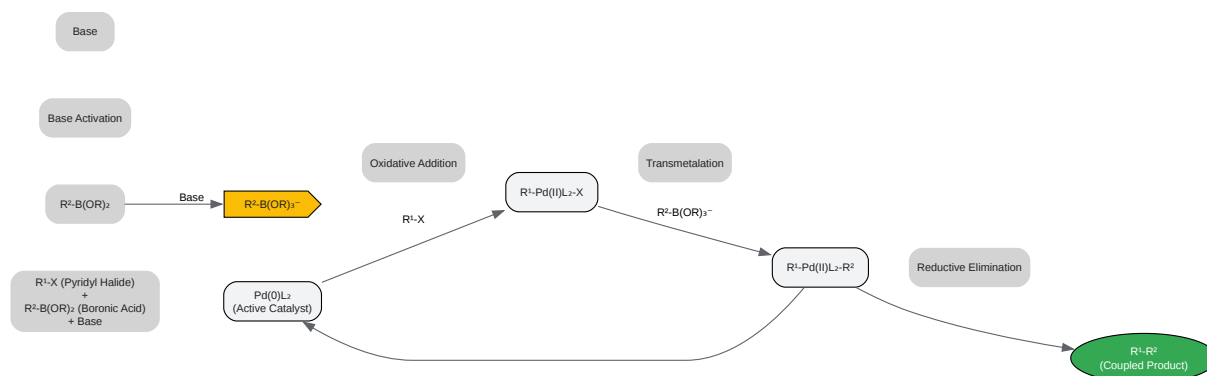 Base
Base Activation
Oxidative Addition
Transmetalation
R¹-Pd(II)L₂-X
R²-B(OR)₂
Base
R²-B(OR)₃⁻
R¹-X
R²-B(OR)₃⁻
R¹-Pd(II)L₂-R²
Reductive Elimination
R¹-X (Pyridyl Halide)
+
R²-B(OR)₂ (Boronic Acid)
+ Base
Pd(0)L₂
(Active Catalyst)
R¹-R²
(Coupled Product)